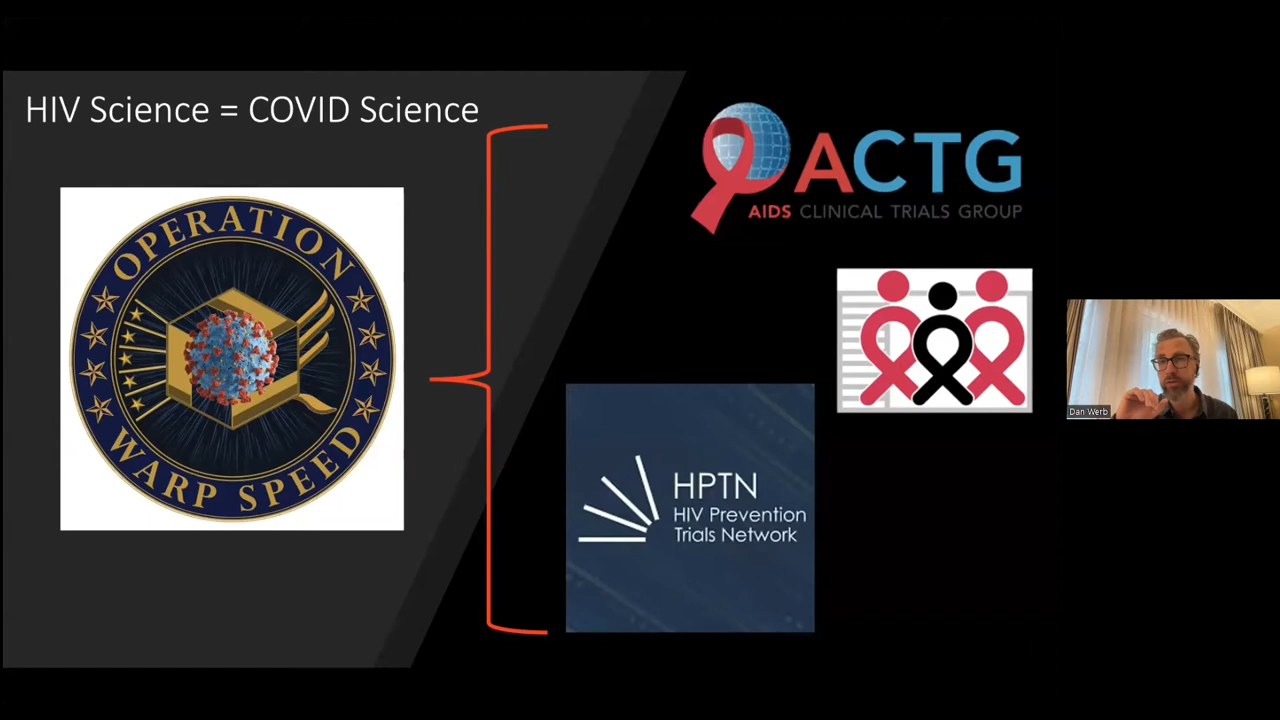 HIV Science = COVID Science
OPERATION
WARP SPEED
ACTG
AIDS CLINICAL TRIALS GROUP
HPTN
HIV Prevention
Trials Network
Dan Werb